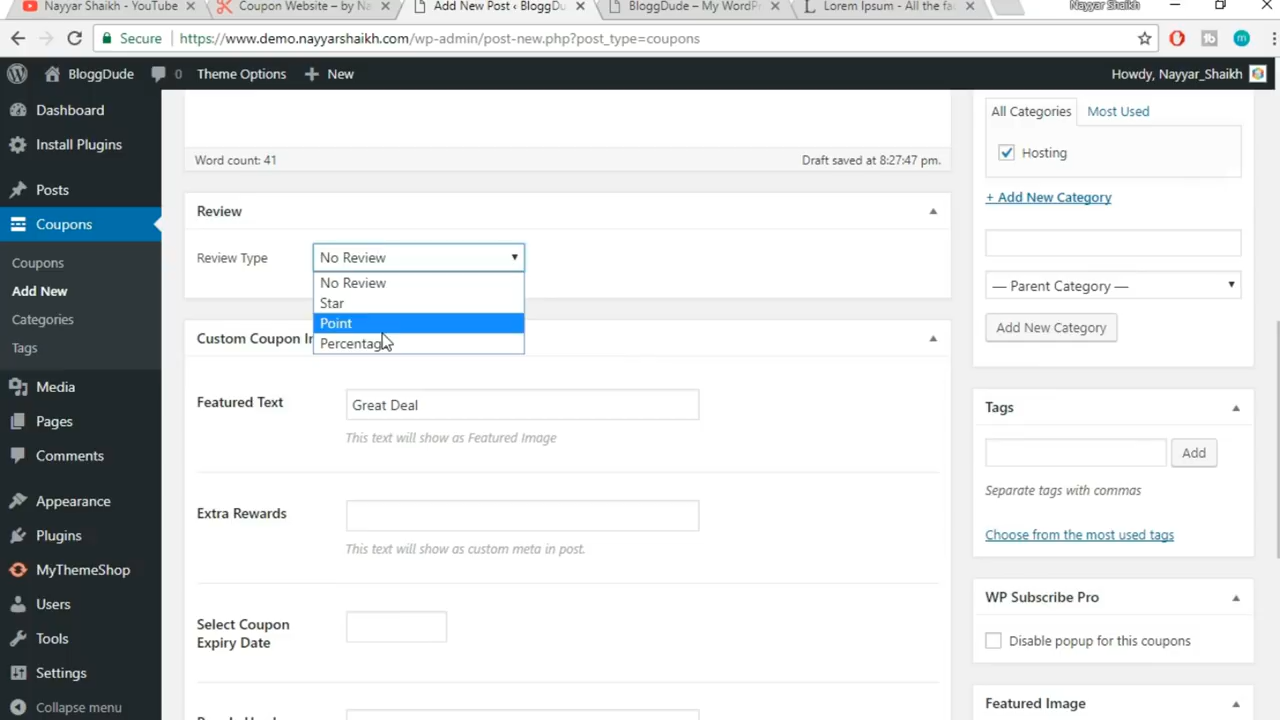 Nayyar Shaikh - YouTube
Coupon Website – by Na
Add New Post ‹ BloggDu
BloggDude – My WordP
Lorem Ipsum - All the fa
Nayyar Shaikh
Secure
https://www.demo.nayyarshaikh.com/wp-admin/post-new.php?post_type=coupons
BloggDude
0
Theme Options
New
Howdy, Nayyar_Shaikh
Dashboard
Install Plugins
Posts
Coupons
Coupons
Add New
Categories
Tags
Media
Pages
Comments
Appearance
Plugins
MyThemeShop
Users
Tools
Settings
Collapse menu
Word count: 41
Draft saved at 8:27:47 pm.
Review
Review Type
No Review
No Review
Star
Point
Percentag
Custom Coupon I
Featured Text
Great Deal
This text will show as Featured Image
Extra Rewards
This text will show as custom meta in post.
Select Coupon
Expiry Date
All Categories
Most Used
Hosting
+ Add New Category
— Parent Category —
Add New Category
Tags
Add
Separate tags with commas
Choose from the most used tags
WP Subscribe Pro
Disable popup for this coupons
Featured Image